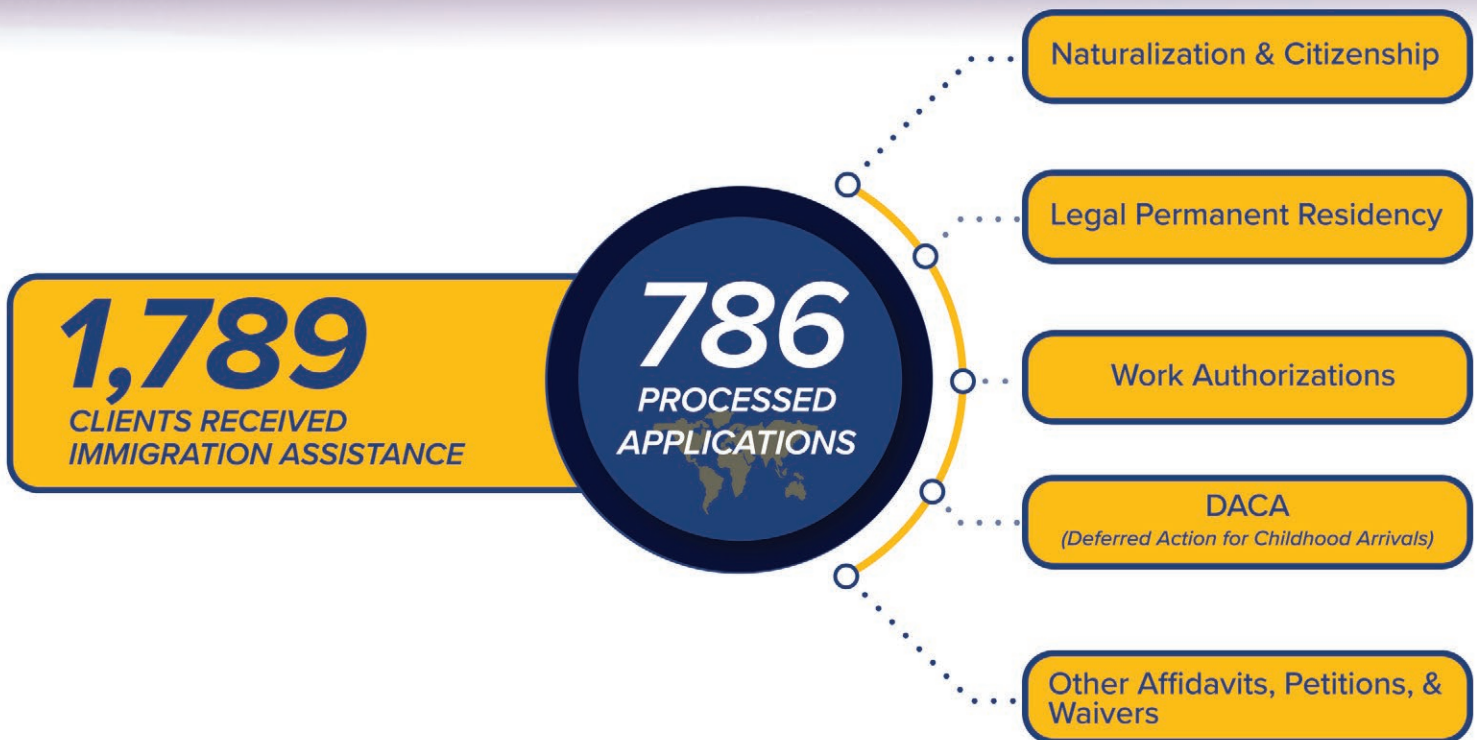 1,789
CLIENTS RECEIVED
IMMIGRATION ASSISTANCE
786
PROCESSED
APPLICATIONS
Naturalization & Citizenship
Legal Permanent Residency
Work Authorizations
DACA
(Deferred Action for Childhood Arrivals)
Other Affidavits, Petitions, &
Waivers